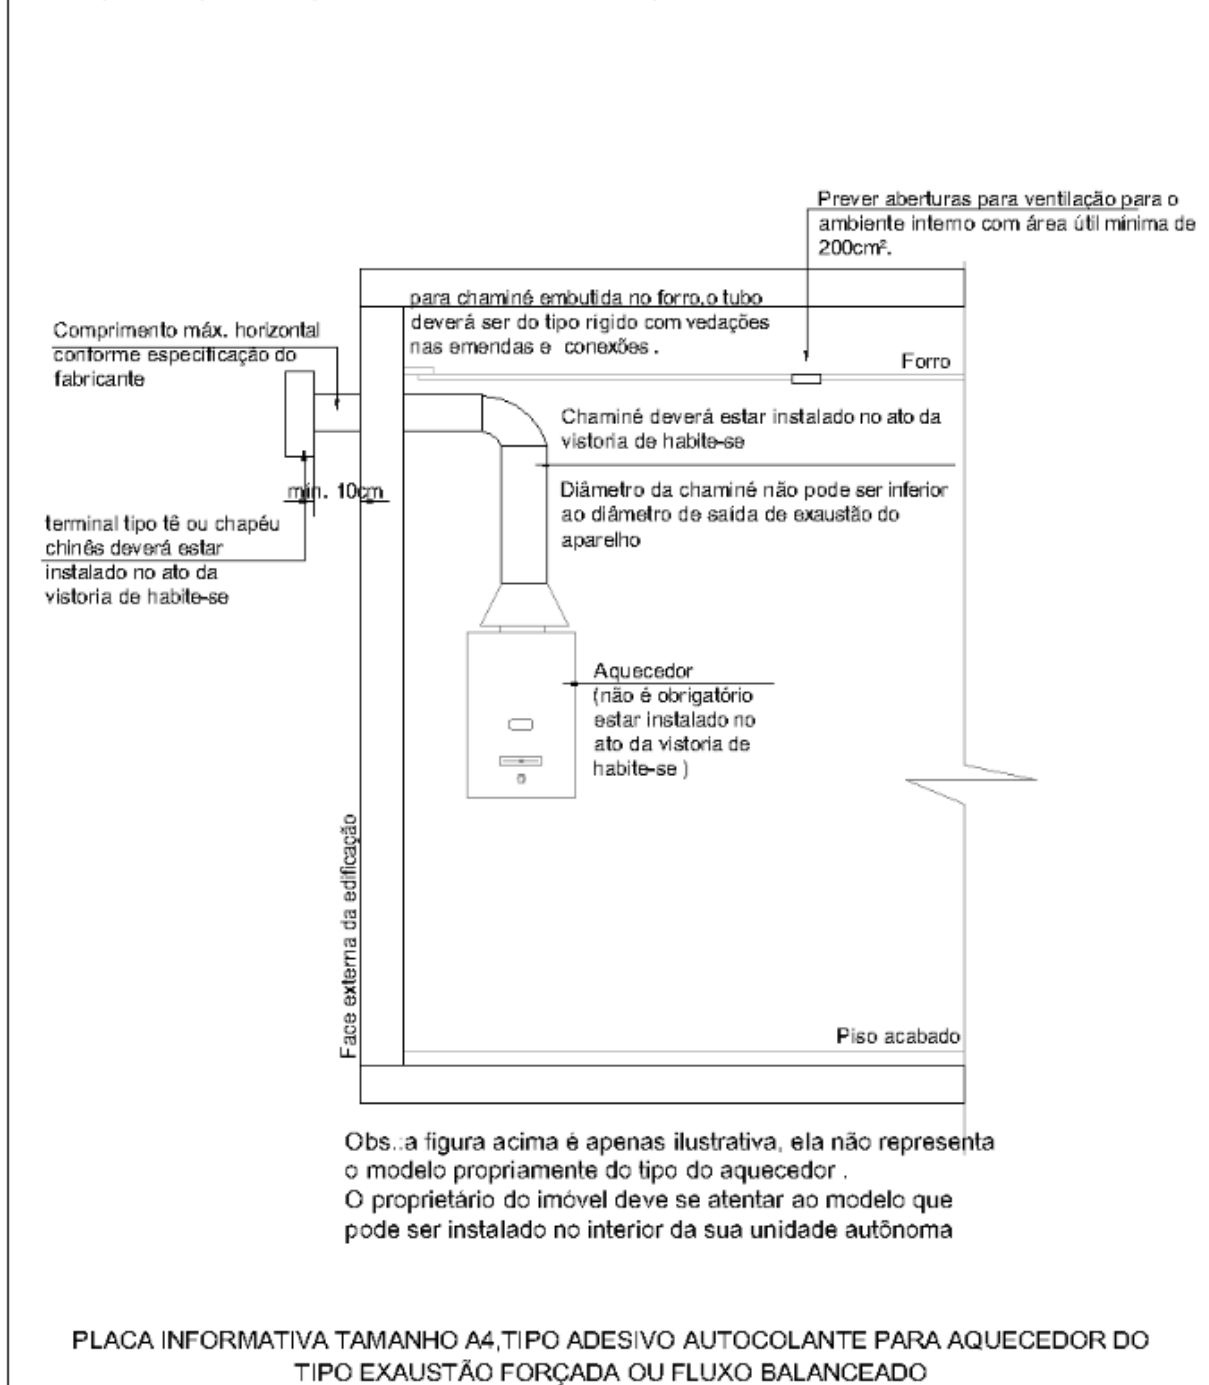 Prever aberturas para ventilação para o
ambiente interno com área útil mínima de
200cm².
para chaminé embutida no forro,o tubo
deverá ser do tipo rígido com vedações
nas emendas e conexões .
Comprimento máx. horizontal
conforme especificação do
fabricante
Forro
Chaminé deverá estar instalado no ato da
vistoria de habite-se
mín. 10cm
Diâmetro da chaminé não pode ser inferior
ao diâmetro de saída de exaustão do
aparelho
terminal tipo tê ou chapéu
chinês deverá estar
instalado no ato da
vistoria de habite-se
Aquecedor
(não é obrigatório
estar instalado no
ato da vistoria de
habite-se )
Face externa da edificação
Piso acabado
Obs.:a figura acima é apenas ilustrativa, ela não representa
o modelo propriamente do tipo do aquecedor .
O proprietário do imóvel deve se atentar ao modelo que
pode ser instalado no interior da sua unidade autônoma
PLACA INFORMATIVA TAMANHO A4,TIPO ADESIVO AUTOCOLANTE PARA AQUECEDOR DO
TIPO EXAUSTÃO FORÇADA OU FLUXO BALANCEADO